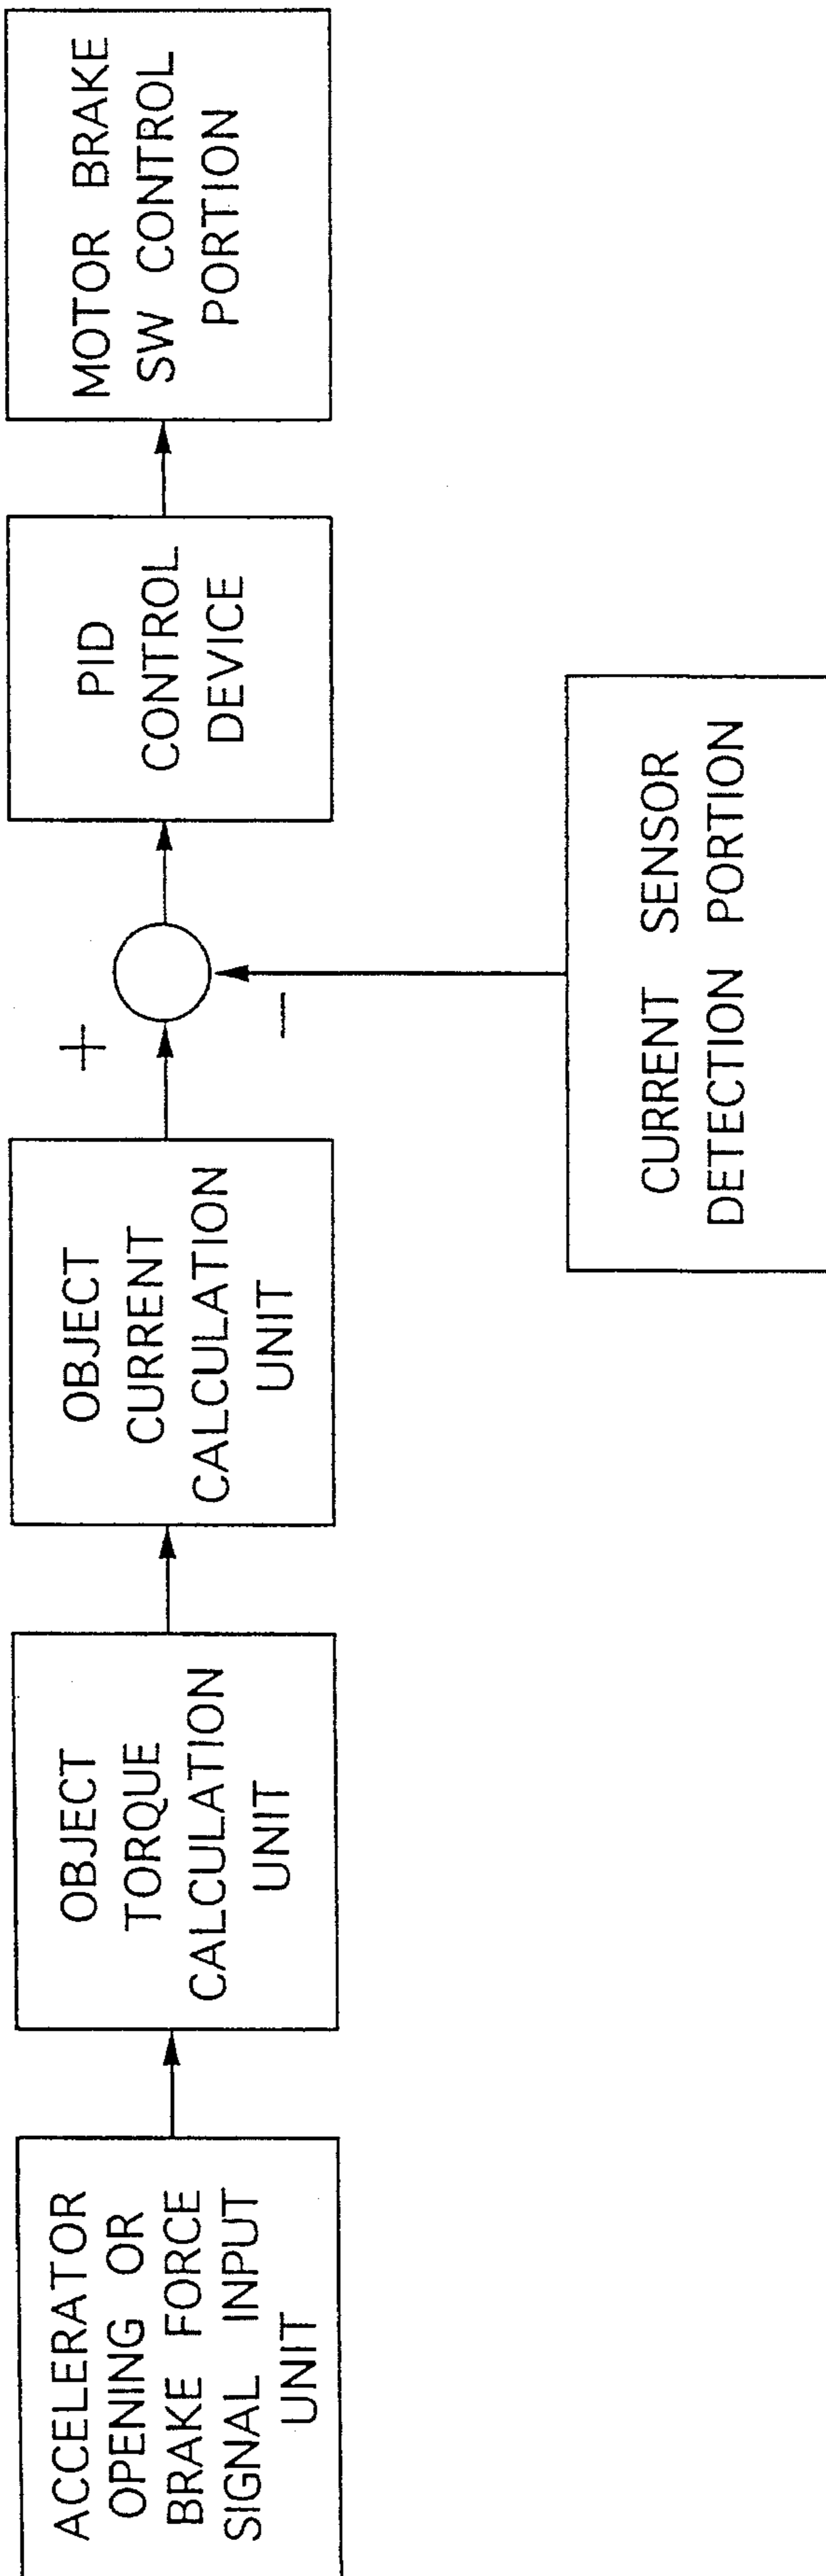 ACCELERATOR
OPENING OR
BRAKE FORCE
SIGNAL INPUT
UNIT
OBJECT
TORQUE
CALCULATION
UNIT
OBJECT
CURRENT
CALCULATION
UNIT
+
−
PID
CONTROL
DEVICE
MOTOR BRAKE
SW CONTROL
PORTION
CURRENT SENSOR
DETECTION PORTION